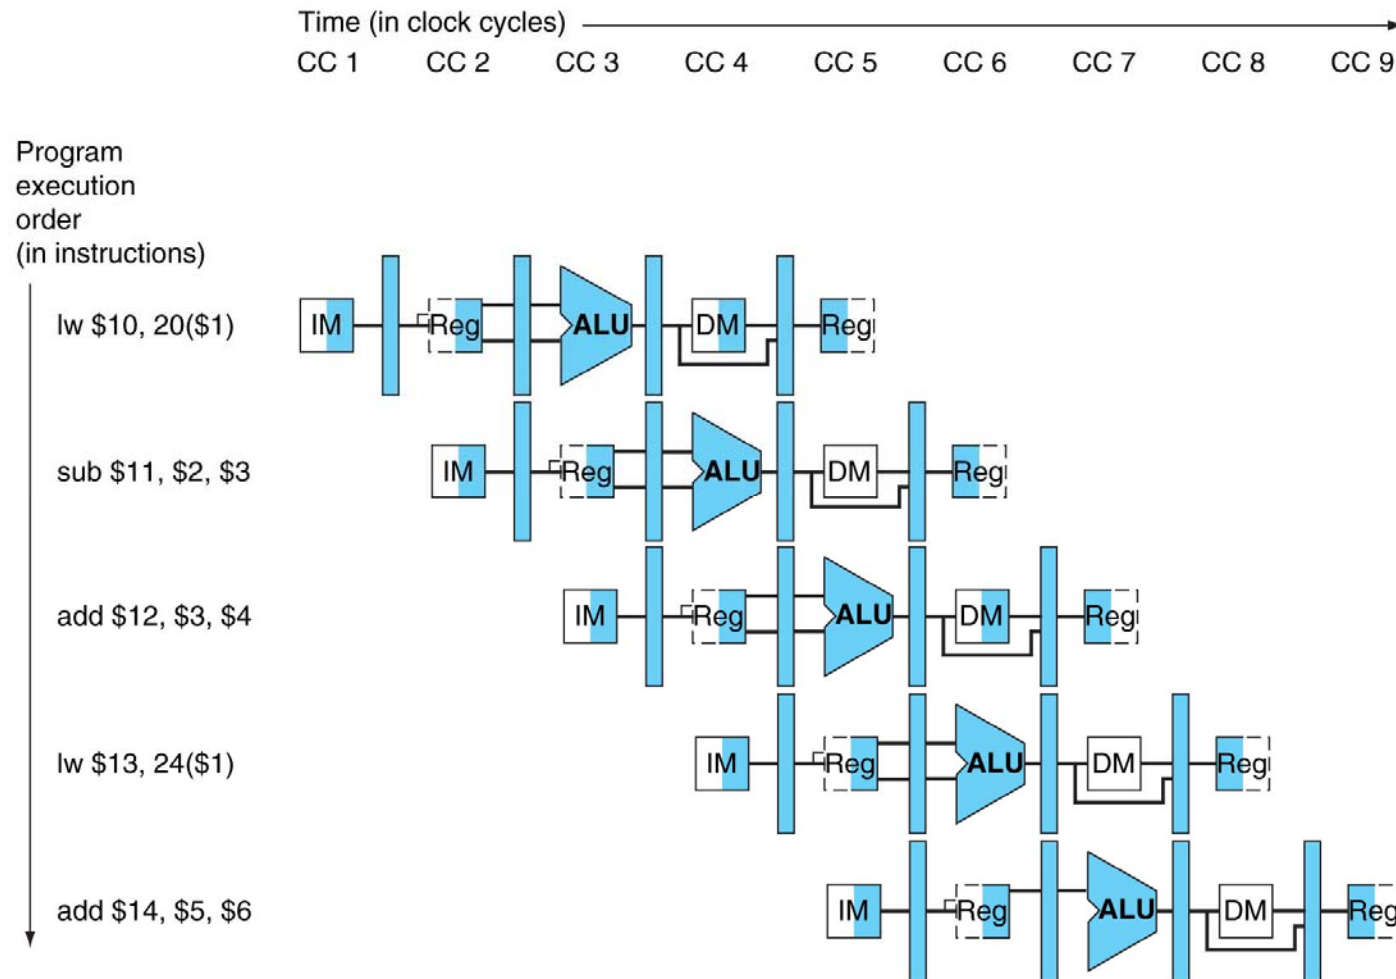 Time (in clock cycles)
CC 1 CC 2 CC 3 CC 4 CC 5 CC 6 CC 7 CC 8 CC 9
Program
execution
order
(in instructions)
lw $10, 20($1) IM Reg ALU DM Reg
sub $11, $2, $3 IM Reg ALU DM Reg
add $12, $3, $4 IM Reg ALU DM Reg
lw $13, 24($1) IM Reg ALU DM Reg
add $14, $5, $6 IM Reg ALU DM Reg